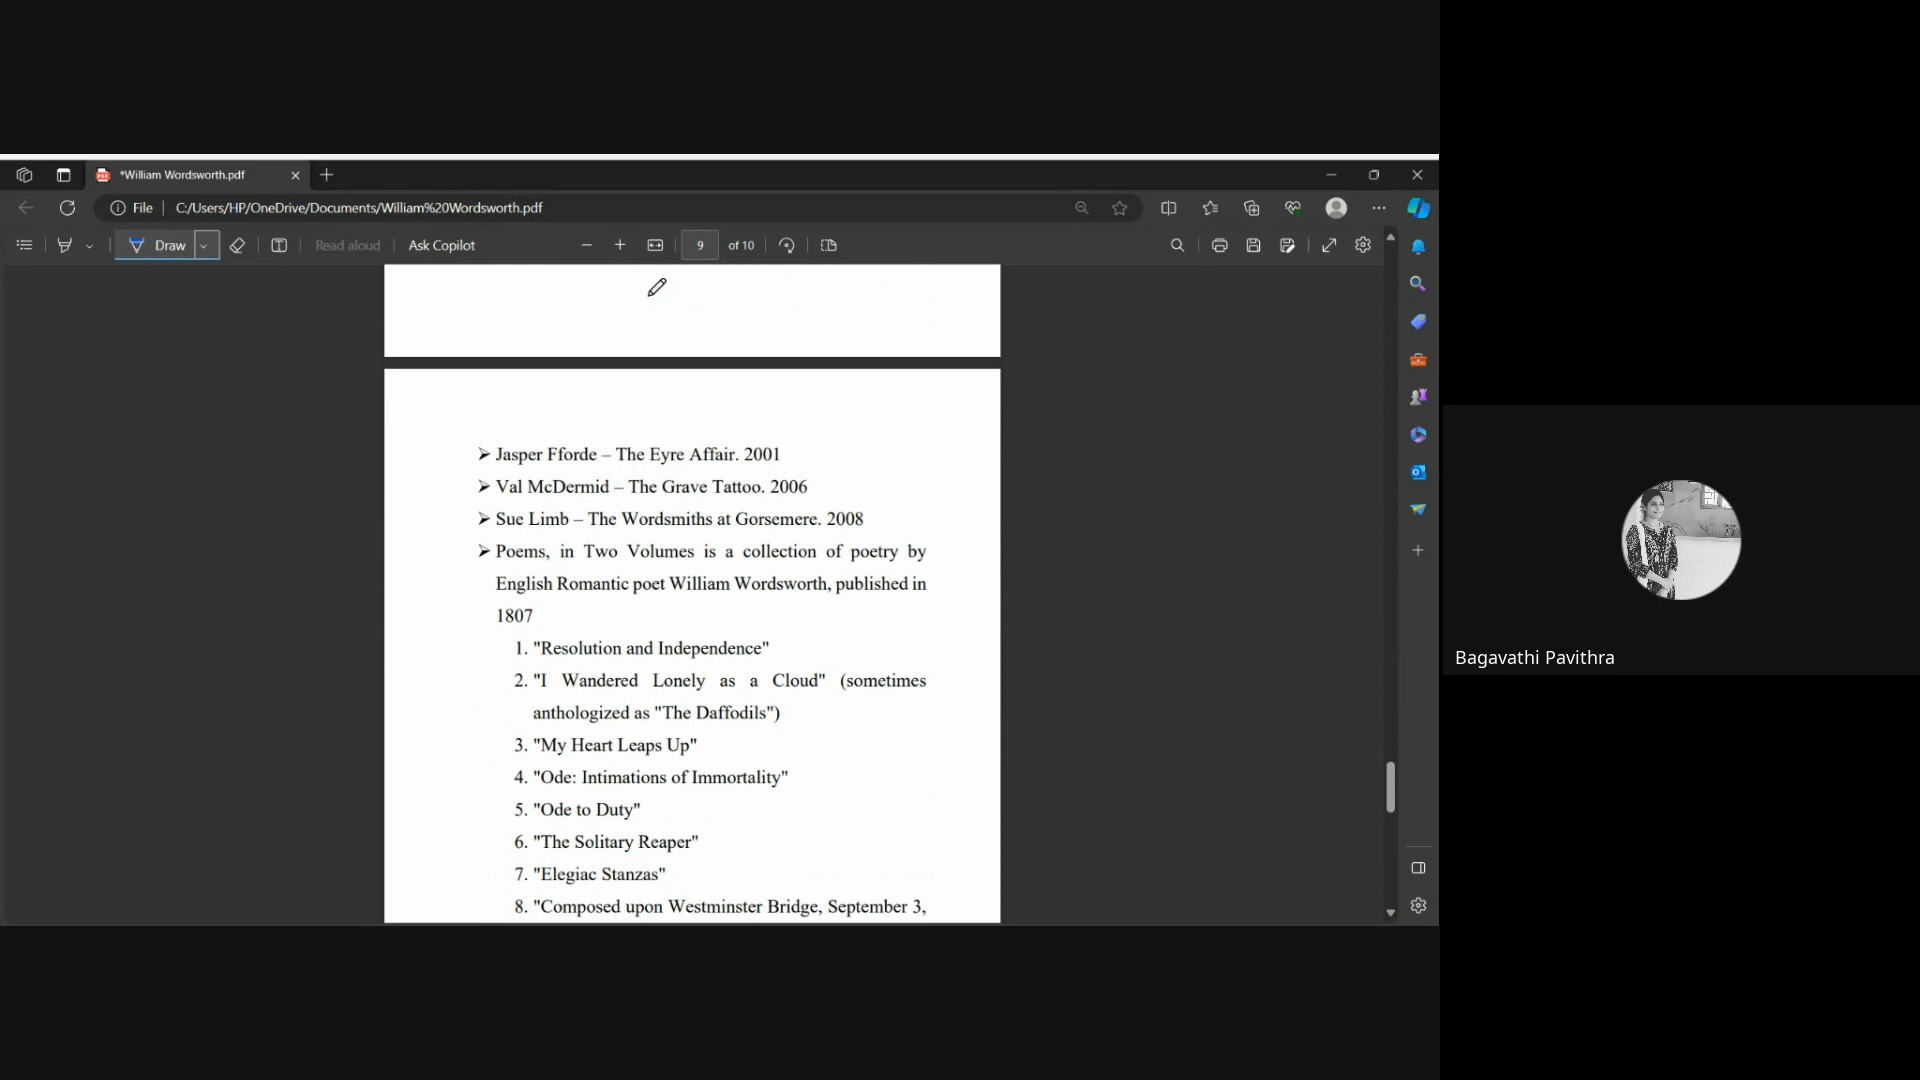 *William Wordsworth.pdf
File
C:/Users/HP/OneDrive/Documents/William%20Wordsworth.pdf
Draw
Read aloud
Ask Copilot
9 of 10
➤ Jasper Fforde – The Eyre Affair. 2001
➤ Val McDermid – The Grave Tattoo. 2006
➤ Sue Limb – The Wordsmiths at Gorsemere. 2008
➤ Poems, in Two Volumes is a collection of poetry by
English Romantic poet William Wordsworth, published in
1807
1. "Resolution and Independence"
2. "I Wandered Lonely as a Cloud" (sometimes
anthologized as "The Daffodils")
3. "My Heart Leaps Up"
4. "Ode: Intimations of Immortality"
5. "Ode to Duty"
6. "The Solitary Reaper"
7. "Elegiac Stanzas"
8. "Composed upon Westminster Bridge, September 3,
Bagavathi Pavithra